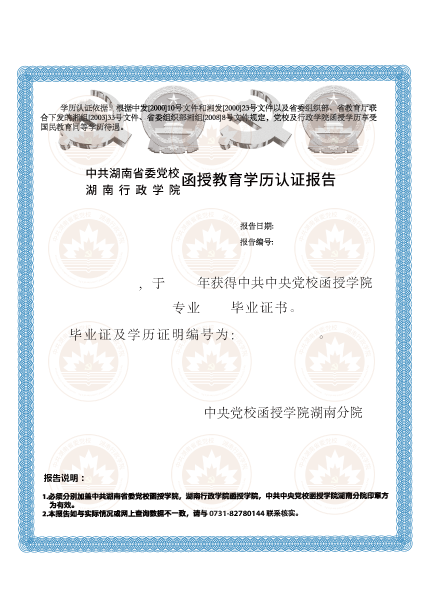 学历认证依据：根据中发[2000]10号文件和湘发[2000]23号文件以及省委组织部、省教育厅联
合下发的湘组[2003]33号文件、省委组织部湘组[2008]8号文件规定，党校及行政学院函授学历享受
国民教育同等学历待遇。
中共湖南省委党校
湖南行政学院
函授教育学历认证报告
报告日期:
报告编号:
，于 年获得中共中央党校函授学院
专业 毕业证书。
毕业证及学历证明编号为: 。
中央党校函授学院湖南分院
报告说明：
1.必须分别加盖中共湖南省委党校函授学院，湖南行政学院函授学院，中共中央党校函授学院湖南分院印章方
为有效。
2.本报告如与实际情况或网上查询数据不一致，请与 0731-82780144 联系核实。